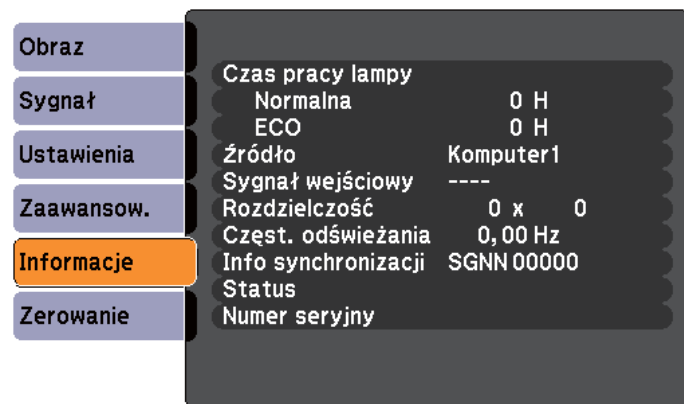 Obraz
Sygnał
Ustawienia
Zaawansow.
Informacje
Zerowanie
Czas pracy lampy
Normalna 0 H
ECO 0 H
Źródło Komputer1
Sygnał wejściowy ----
Rozdzielczość 0 x 0
Częst. odświeżania 0,00 Hz
Info synchronizacji SGNN 00000
Status
Numer seryjny